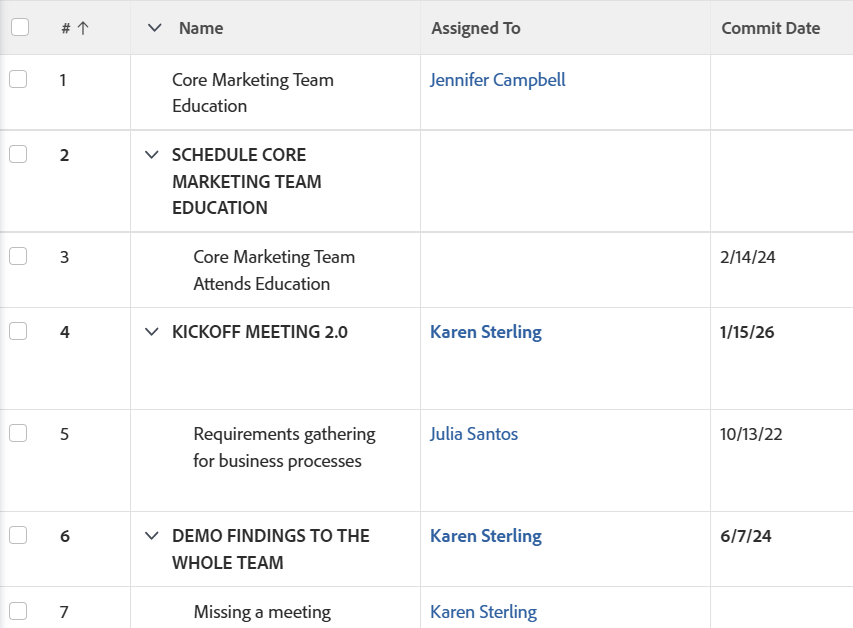 # Name Assigned To Commit Date
1 Core Marketing Team Jennifer Campbell
Education
2 SCHEDULE CORE
MARKETING TEAM
EDUCATION
3 Core Marketing Team 2/14/24
Attends Education
4 KICKOFF MEETING 2.0 Karen Sterling 1/15/26
5 Requirements gathering Julia Santos 10/13/22
for business processes
6 DEMO FINDINGS TO THE Karen Sterling 6/7/24
WHOLE TEAM
7 Missing a meeting Karen Sterling